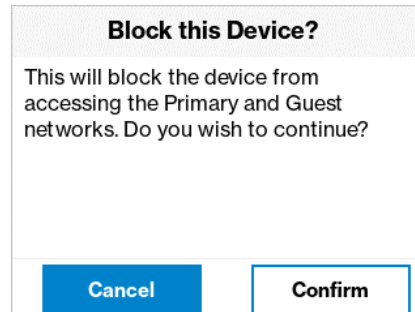 Block this Device?
This will block the device from
accessing the Primary and Guest
networks. Do you wish to continue?
Cancel
Confirm